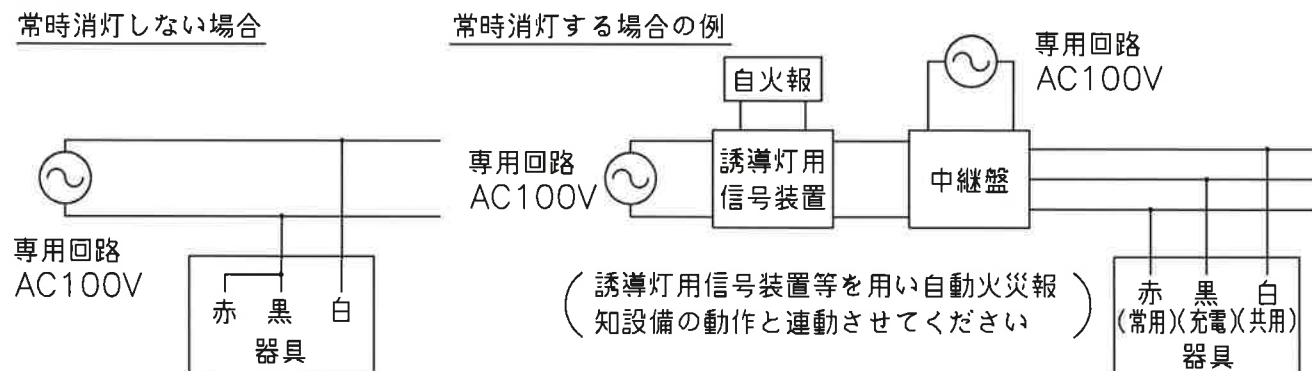 常時消灯しない場合
専用回路
AC100V
赤 黒 白
器具
常時消灯する場合の例
自火報
専用回路
AC100V
専用回路
AC100V
誘導灯用
信号装置
中継盤
(誘導灯用信号装置等を用い自動火災報
知設備の動作と連動させてください)
赤 黒 白
(常用)(充電)(共用)
器具